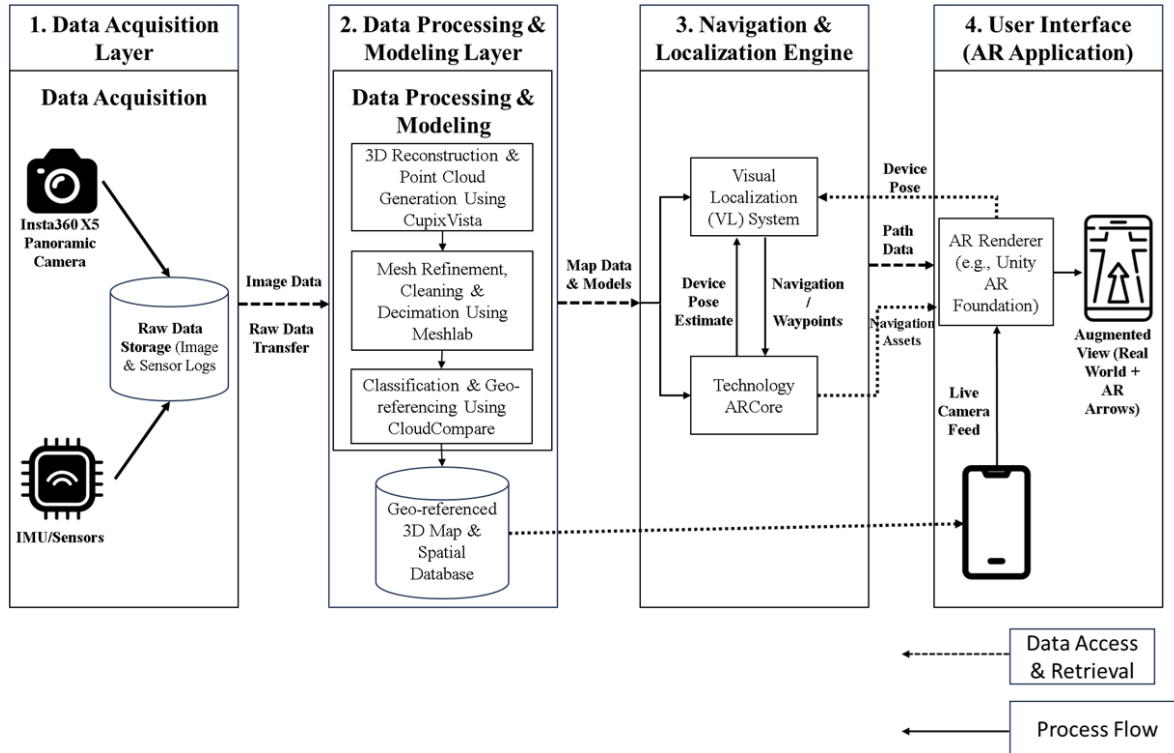 1. Data Acquisition
Layer
Data Acquisition
Insta360 X5
Panoramic
Camera
Raw Data
Storage (Image
& Sensor Logs
IMU/Sensors
Image Data
Raw Data
Transfer
2. Data Processing &
Modeling Layer
Data Processing &
Modeling
3D Reconstruction &
Point Cloud
Generation Using
CupixVista
Mesh Refinement,
Cleaning &
Decimation Using
Meshlab
Classification & Geo-
referencing Using
CloudCompare
Geo-referenced
3D Map &
Spatial
Database
Map Data
& Models
3. Navigation &
Localization Engine
Visual
Localization
(VL) System
Device
Pose
Estimate
Navigation
/
Waypoints
Technology
ARCore
Device
Pose
Path
Data
Navigation
Assets
4. User Interface
(AR Application)
AR Renderer
(e.g., Unity
AR
Foundation)
Augmented
View (Real
World +
AR
Arrows)
Live
Camera
Feed
Data Access
& Retrieval
Process Flow